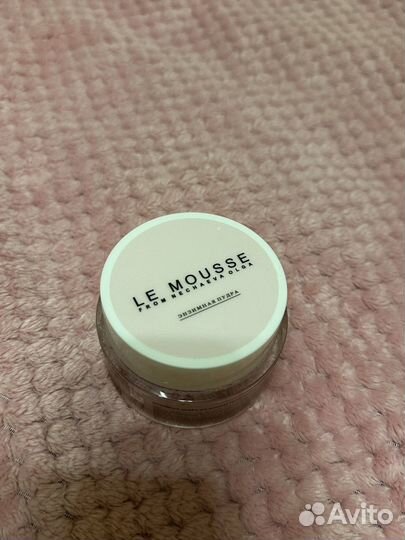 LE MOUSSE
FROM NECHAEVA OLGA
ЭНЗИМНАЯ ПУДРА
Avito